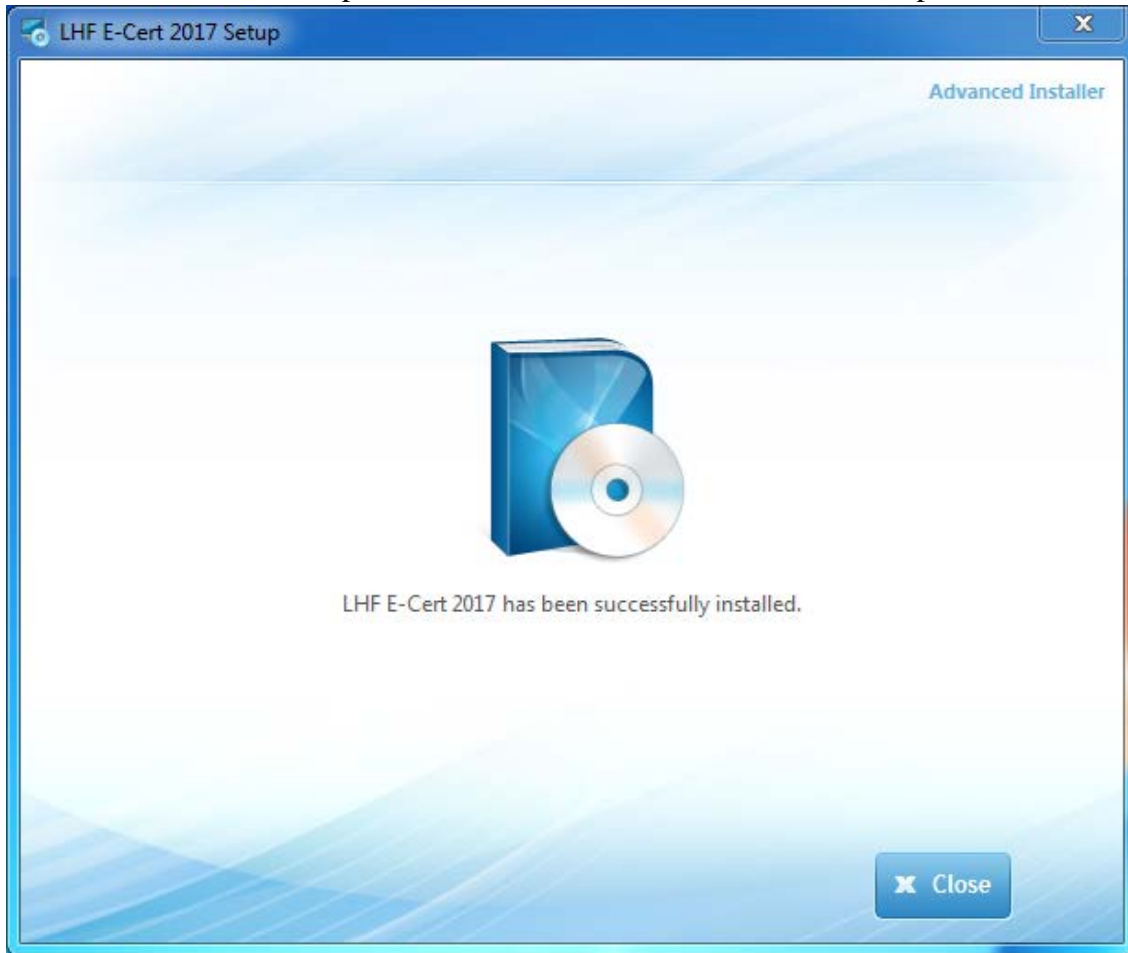 LHF E-Cert 2017 Setup
Advanced Installer
LHF E-Cert 2017 has been successfully installed.
Close